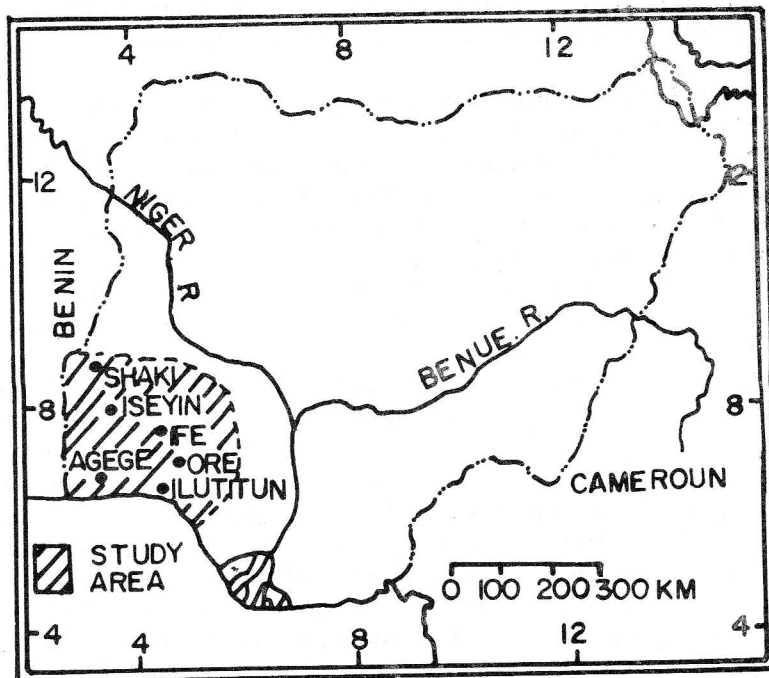 4 8 12
12 12
NIGER R
BENIN
BENUE. R.
SHAKI
ISEYIN
8 8
IFE
AGEGE
ORE
ILUTITUN
CAMEROUN
STUDY
AREA
0 100 200 300 KM
4 4
4 8 12